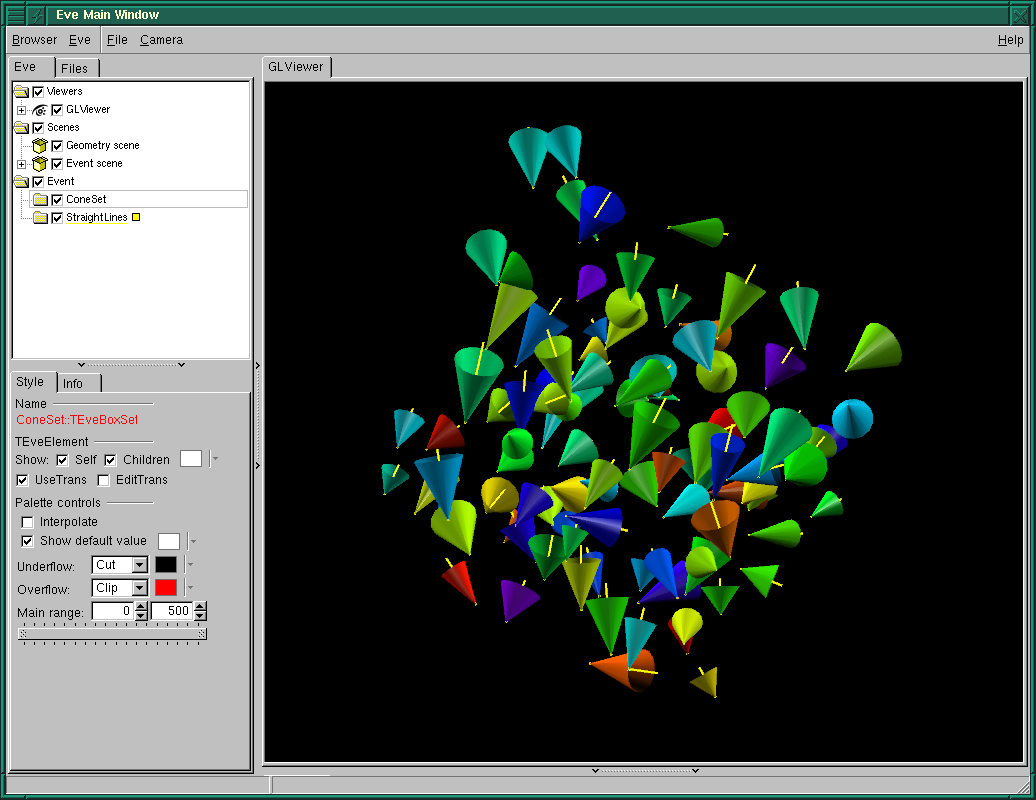 Eve Main Window
Browser Eve File Camera Help
Eve Files
GLViewer
Viewers
GLViewer
Scenes
Geometry scene
Event scene
Event
ConeSet
StraightLines
Style Info
Name
ConeSet::TEveBoxSet
TEveElement
Show: Self Children
UseTrans EditTrans
Palette controls
Interpolate
Show default value
Underflow: Cut
Overflow: Clip
Main range: 0 500